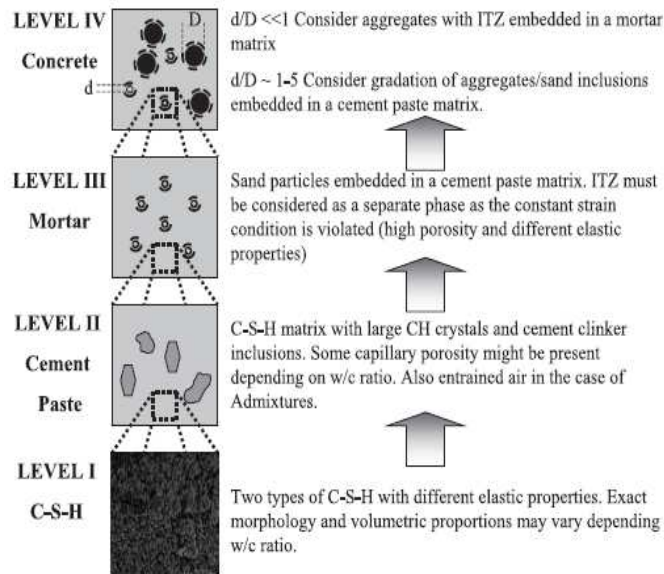 LEVEL IV
Concrete
D
d
d/D <<1 Consider aggregates with ITZ embedded in a mortar
matrix
d/D ~ 1-5 Consider gradation of aggregates/sand inclusions
embedded in a cement paste matrix.
LEVEL III
Mortar
Sand particles embedded in a cement paste matrix. ITZ must
be considered as a separate phase as the constant strain
condition is violated (high porosity and different elastic
properties)
LEVEL II
Cement
Paste
C-S-H matrix with large CH crystals and cement clinker
inclusions. Some capillary porosity might be present
depending on w/c ratio. Also entrained air in the case of
Admixtures.
LEVEL I
C-S-H
Two types of C-S-H with different elastic properties. Exact
morphology and volumetric proportions may vary depending
w/c ratio.